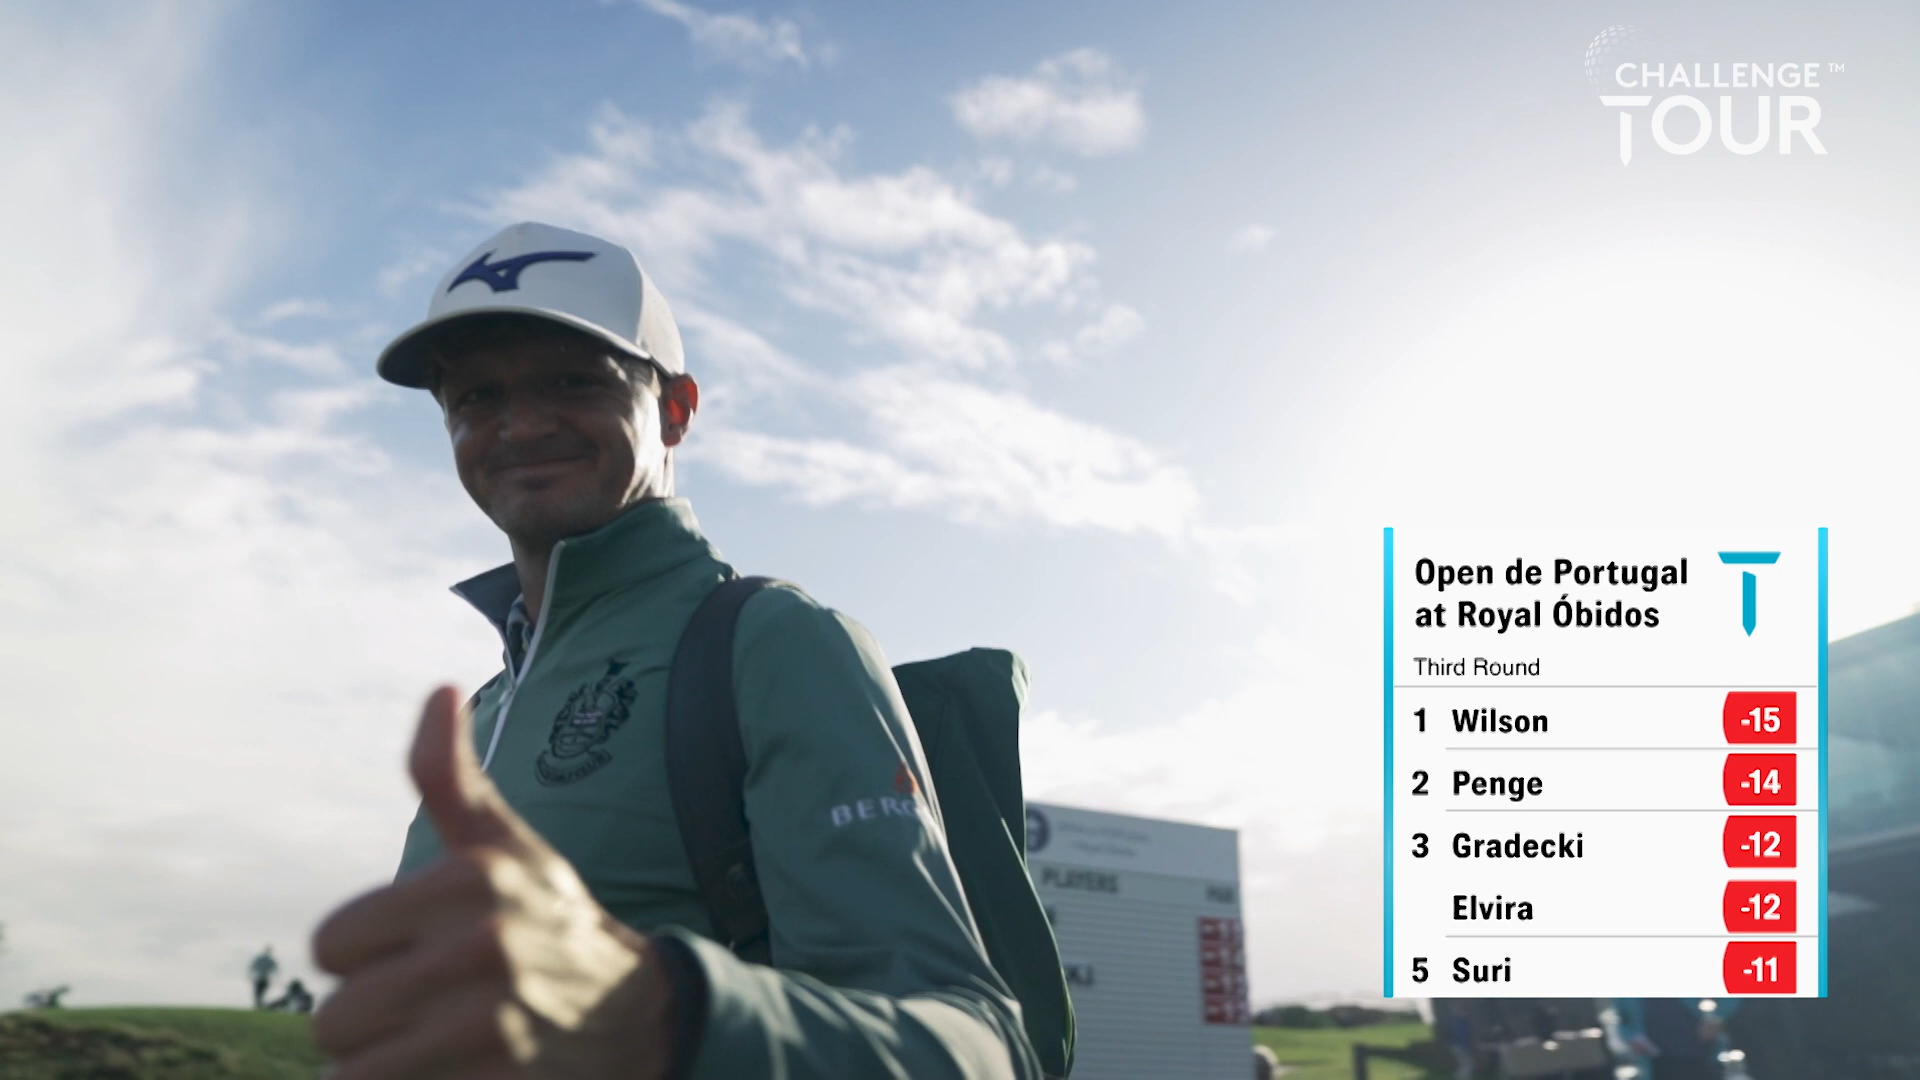 CHALLENGE™
TOUR
Open de Portugal
at Royal Óbidos
Third Round
1 Wilson -15
2 Penge -14
3 Gradecki -12
Elvira -12
5 Suri -11
PLAYERS